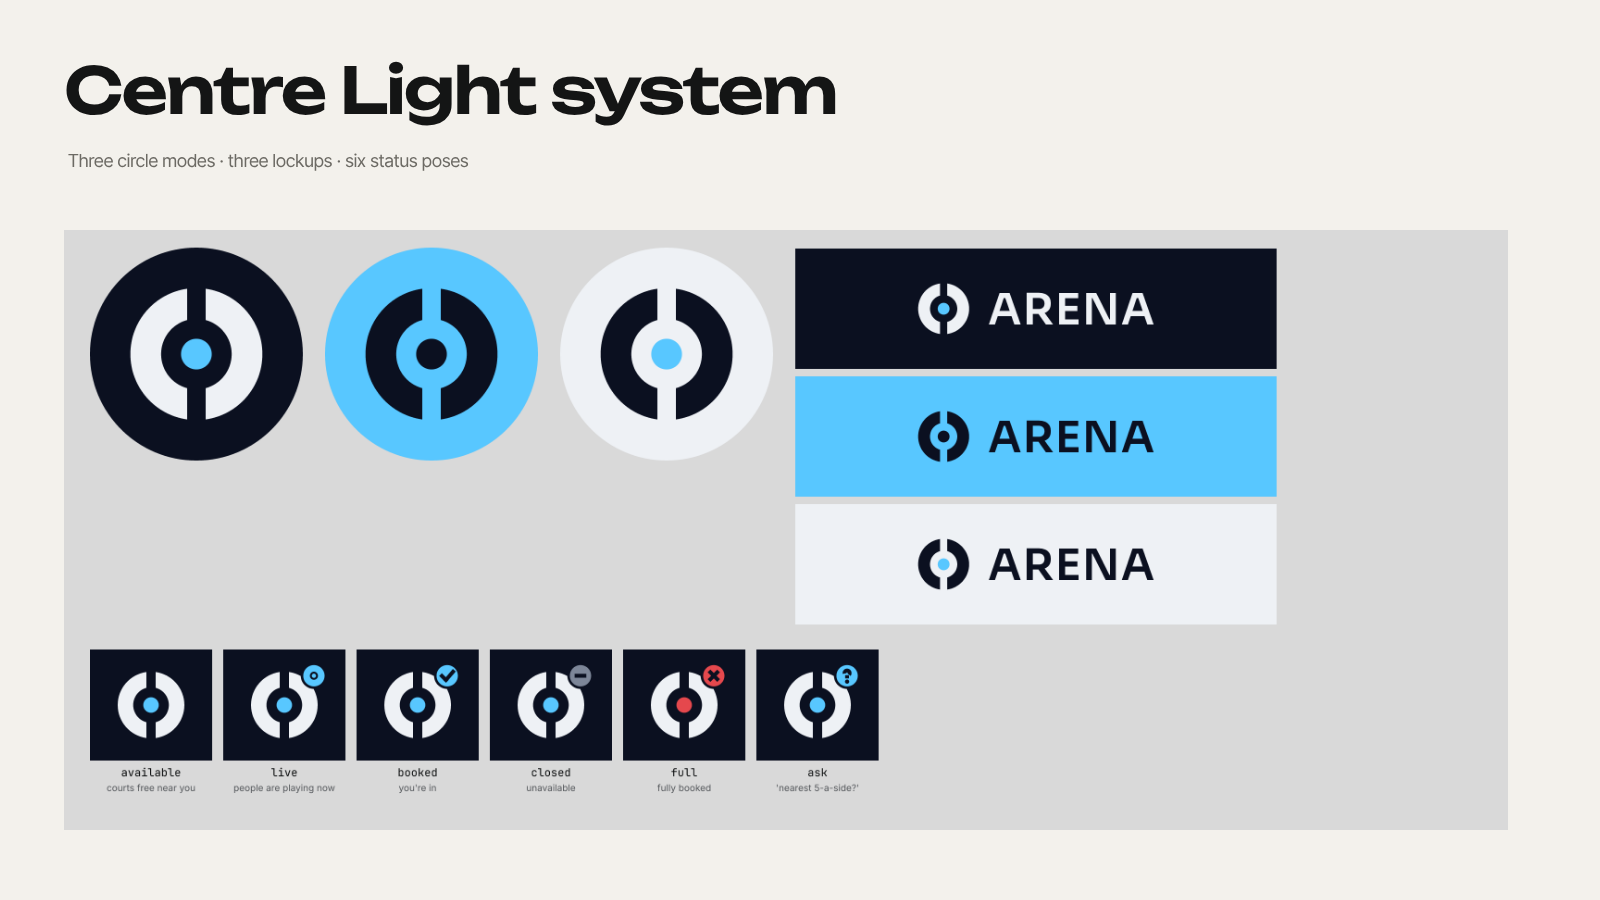 Centre Light system
Three circle modes · three lockups · six status poses
ARENA
ARENA
ARENA
available
courts free near you
live
people are playing now
booked
you're in
closed
unavailable
full
fully booked
ask
'nearest 5-a-side?'